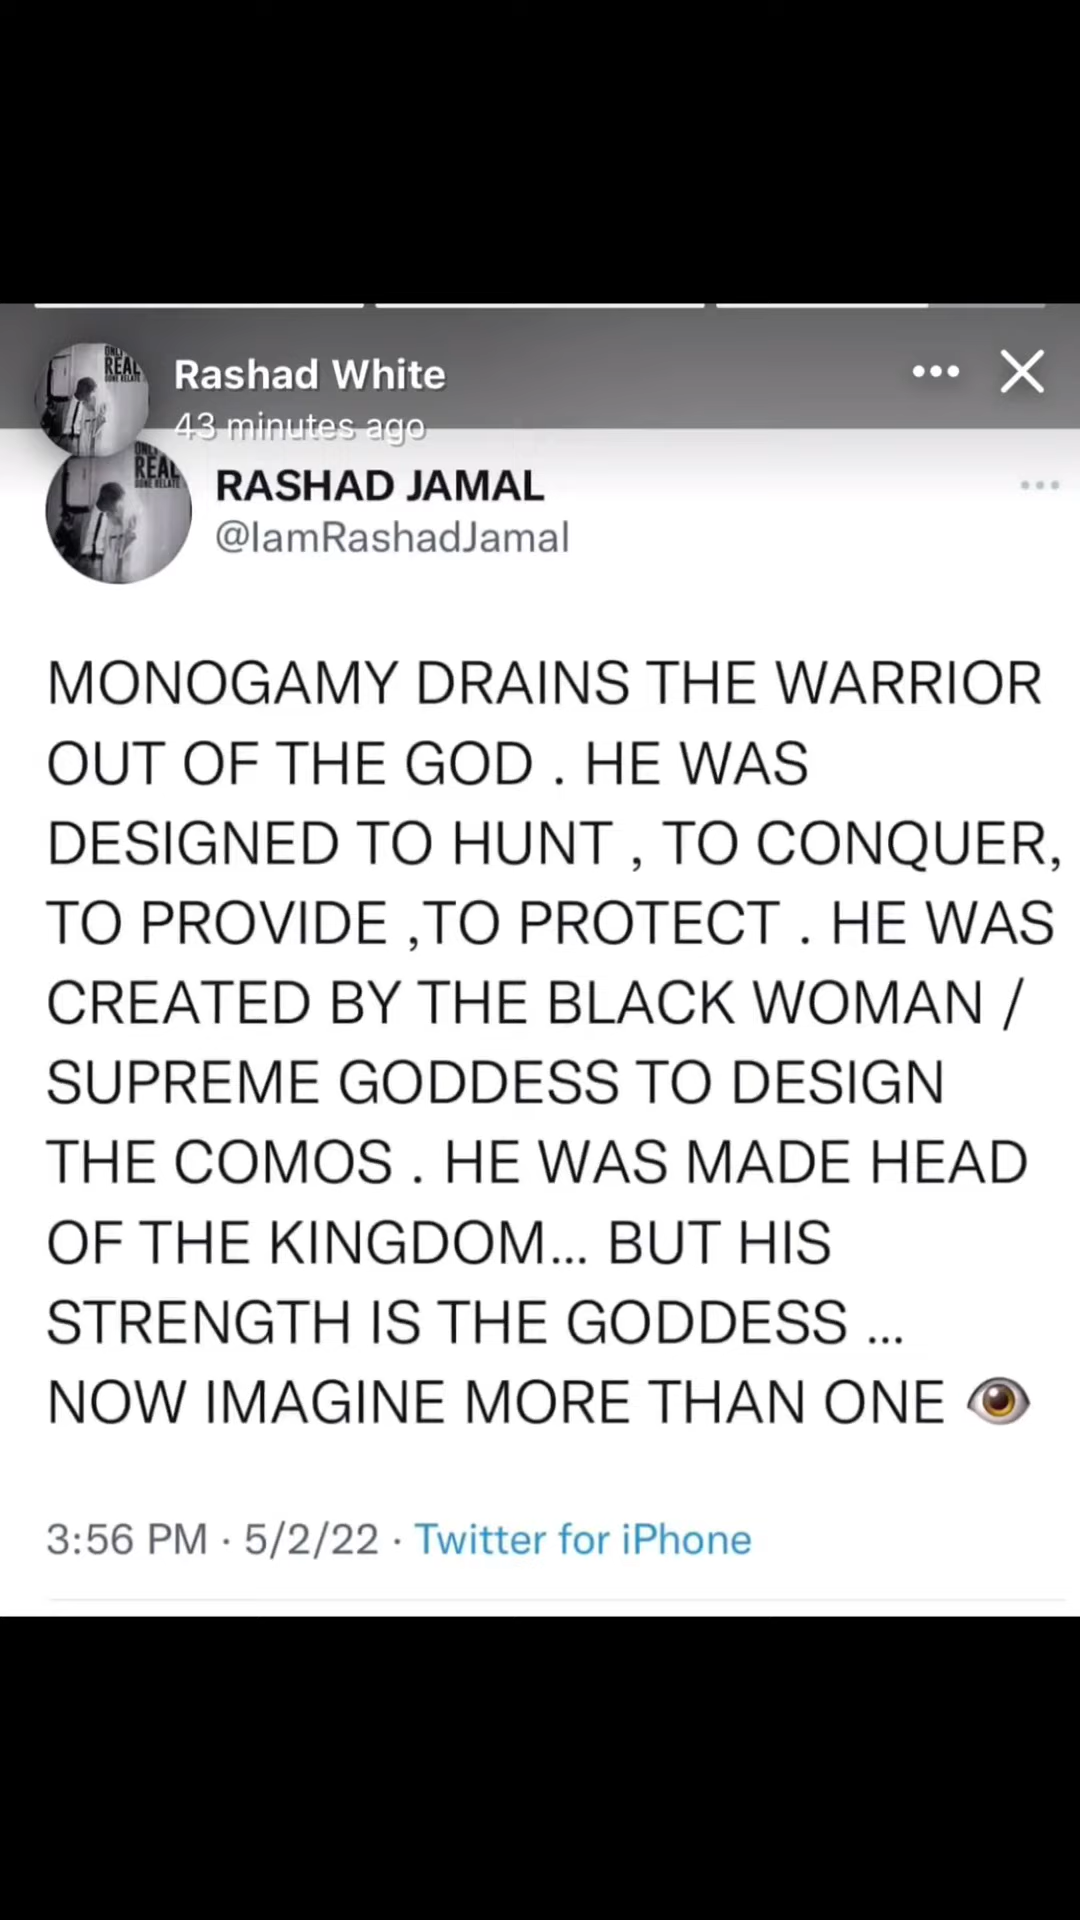 Rashad White
43 minutes ago
RASHAD JAMAL
@IamRashadJamal
MONOGAMY DRAINS THE WARRIOR
OUT OF THE GOD . HE WAS
DESIGNED TO HUNT , TO CONQUER,
TO PROVIDE ,TO PROTECT . HE WAS
CREATED BY THE BLACK WOMAN /
SUPREME GODDESS TO DESIGN
THE COMOS . HE WAS MADE HEAD
OF THE KINGDOM... BUT HIS
STRENGTH IS THE GODDESS ...
NOW IMAGINE MORE THAN ONE 👁
3:56 PM · 5/2/22 · Twitter for iPhone